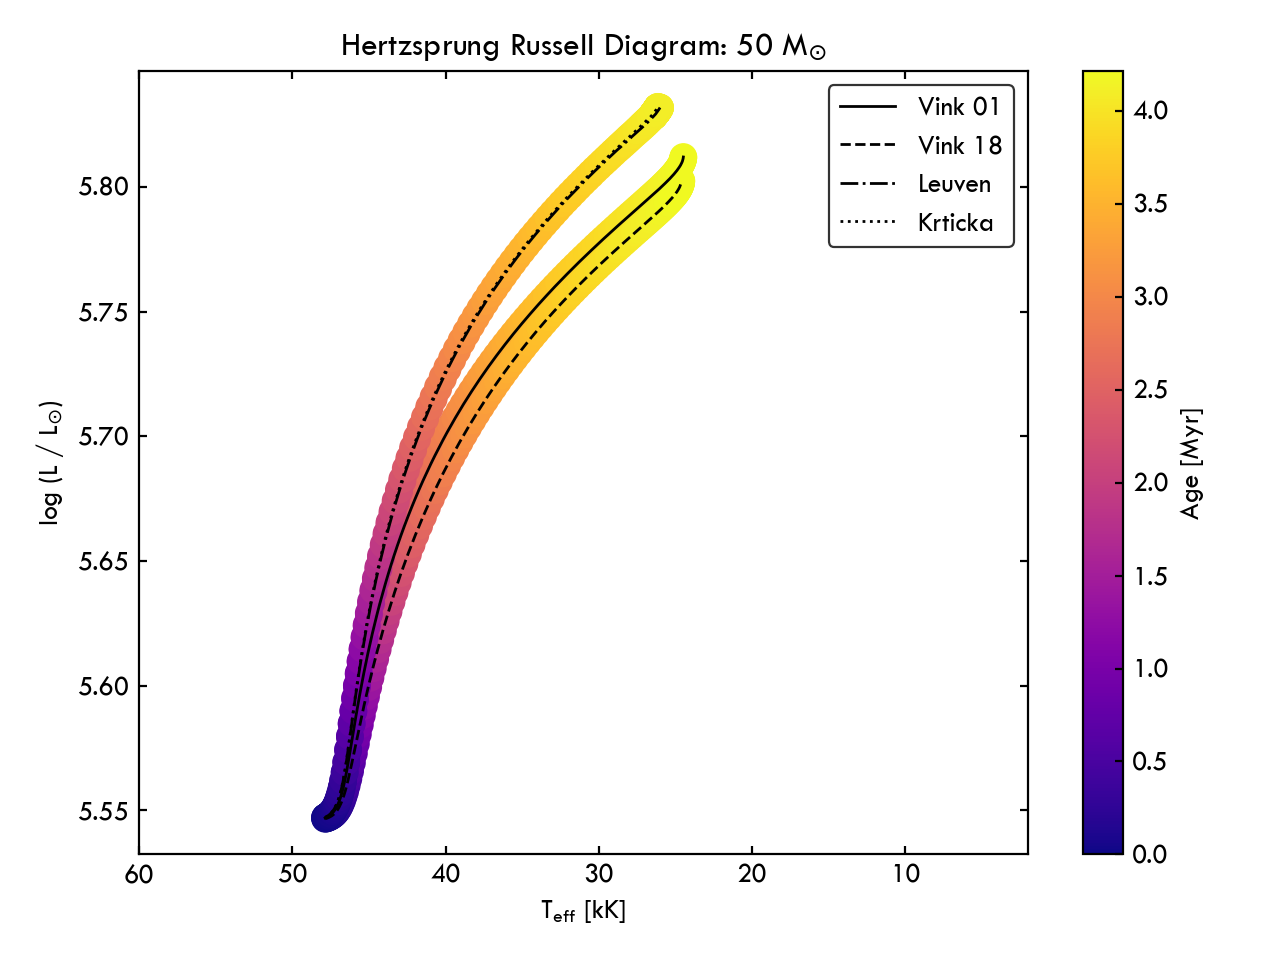 Hertzsprung Russell Diagram: 50 M⊙
Vink 01
Vink 18
Leuven
Krticka
5.80
5.75
5.70
5.65
5.60
5.55
log (L / L⊙)
60
50
40
30
20
10
Teff [kK]
4.0
3.5
3.0
2.5
2.0
1.5
1.0
0.5
0.0
Age [Myr]